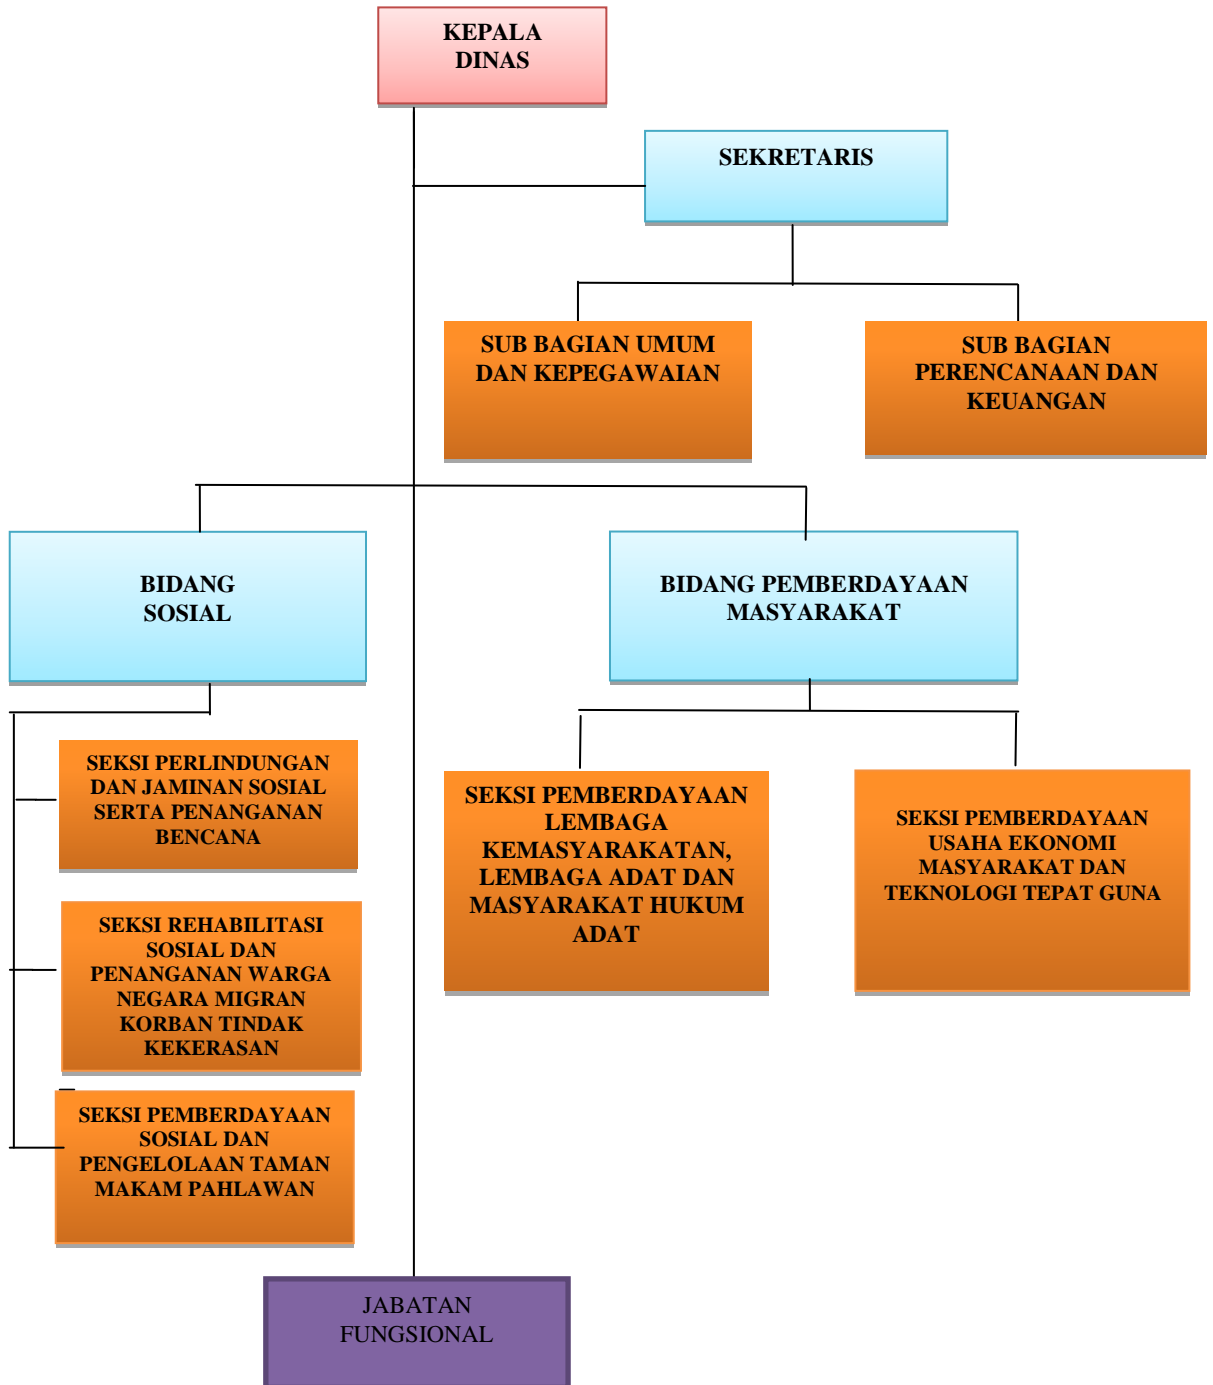 KEPALA
DINAS
SEKRETARIS
SUB BAGIAN UMUM
DAN KEPEGAWAIAN
SUB BAGIAN
PERENCANAAN DAN
KEUANGAN
BIDANG
SOSIAL
BIDANG PEMBERDAYAAN
MASYARAKAT
SEKSI PERLINDUNGAN
DAN JAMINAN SOSIAL
SERTA PENANGANAN
BENCANA
SEKSI REHABILITASI
SOSIAL DAN
PENANGANAN WARGA
NEGARA MIGRAN
KORBAN TINDAK
KEKERASAN
SEKSI PEMBERDAYAAN
SOSIAL DAN
PENGELOLAAN TAMAN
MAKAM PAHLAWAN
SEKSI PEMBERDAYAAN
LEMBAGA
KEMASYARAKATAN,
LEMBAGA ADAT DAN
MASYARAKAT HUKUM
ADAT
SEKSI PEMBERDAYAAN
USAHA EKONOMI
MASYARAKAT DAN
TEKNOLOGI TEPAT GUNA
JABATAN
FUNGSIONAL